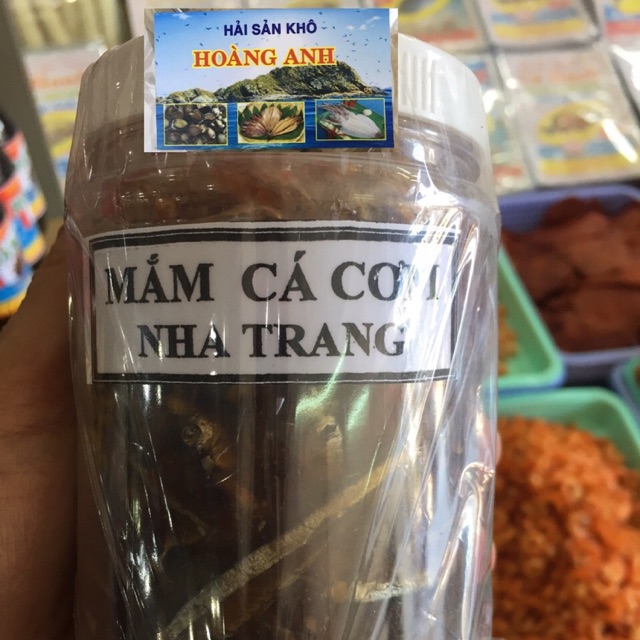 HẢI SẢN KHÔ
HOÀNG ANH
MẮM CÁ CƠM
NHA TRANG